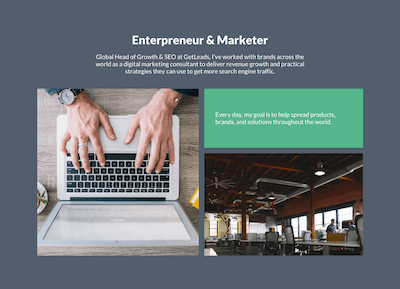 Enterpreneur & Marketer
Global Head of Growth & SEO at GetLeads, I've worked with brands across the
world as a digital marketing consultant to deliver revenue growth and practical
strategies they can use to get more search engine traffic.
Every day, my goal is to help spread products,
brands, and solutions throughout the world.